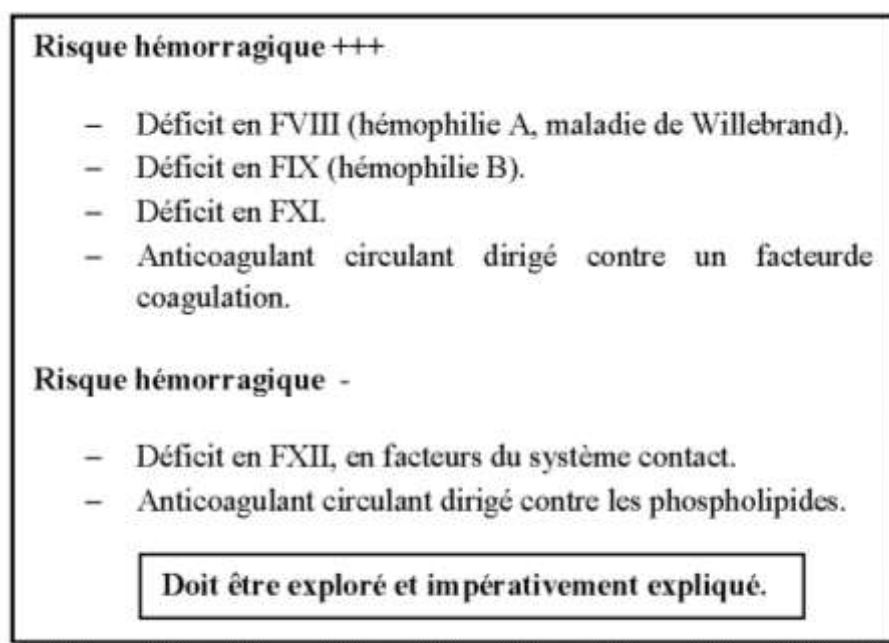 Risque hémorragique +++
– Déficit en FVIII (hémophilie A, maladie de Willebrand).
– Déficit en FIX (hémophilie B).
– Déficit en FXI.
– Anticoagulant circulant dirigé contre un facteurde
coagulation.
Risque hémorragique -
– Déficit en FXII, en facteurs du système contact.
– Anticoagulant circulant dirigé contre les phospholipides.
Doit être exploré et impérativement expliqué.